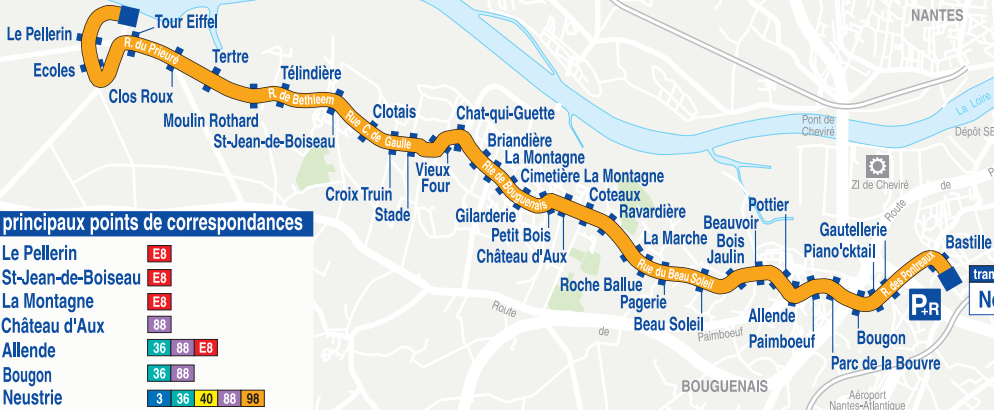 NANTES
Tour Eiffel
Le Pellerin
R. du Prieuré
Ecoles
Tertre
Clos Roux
Télindière
R. de Bethleem
Moulin Rothard
St-Jean-de-Boiseau
Clotais
Rue C. de Gaulle
Chat-qui-Guette
Briandière
La Montagne
Cimetière La Montagne
Vieux
Four
Croix Truin
Stade
Rte de Bouguenais
Coteaux
Ravardière
Gilarderie
Petit Bois
Château d'Aux
La Marche
Beauvoir
Bois
Jaulin
Pottier
Gautellerie
Piano'cktail
Bastille
Pont de
Cheviré
La Loire
Dépôt SE
ZI de Cheviré
Route
de
P
Rue du Beau Soleil
R. des Pontreaux
Roche Ballue
Pagerie
Beau Soleil
Allende
Paimboeuf
Bougon
Parc de la Bouvre
P+R
tram
Ne
Route
de
Paimboeuf
BOUGUENAIS
Aéroport
Nantes-Atlantique
principaux points de correspondances
Le Pellerin E8
St-Jean-de-Boiseau E8
La Montagne E8
Château d'Aux 88
Allende 36 88 E8
Bougon 36 88
Neustrie 3 36 40 88 98